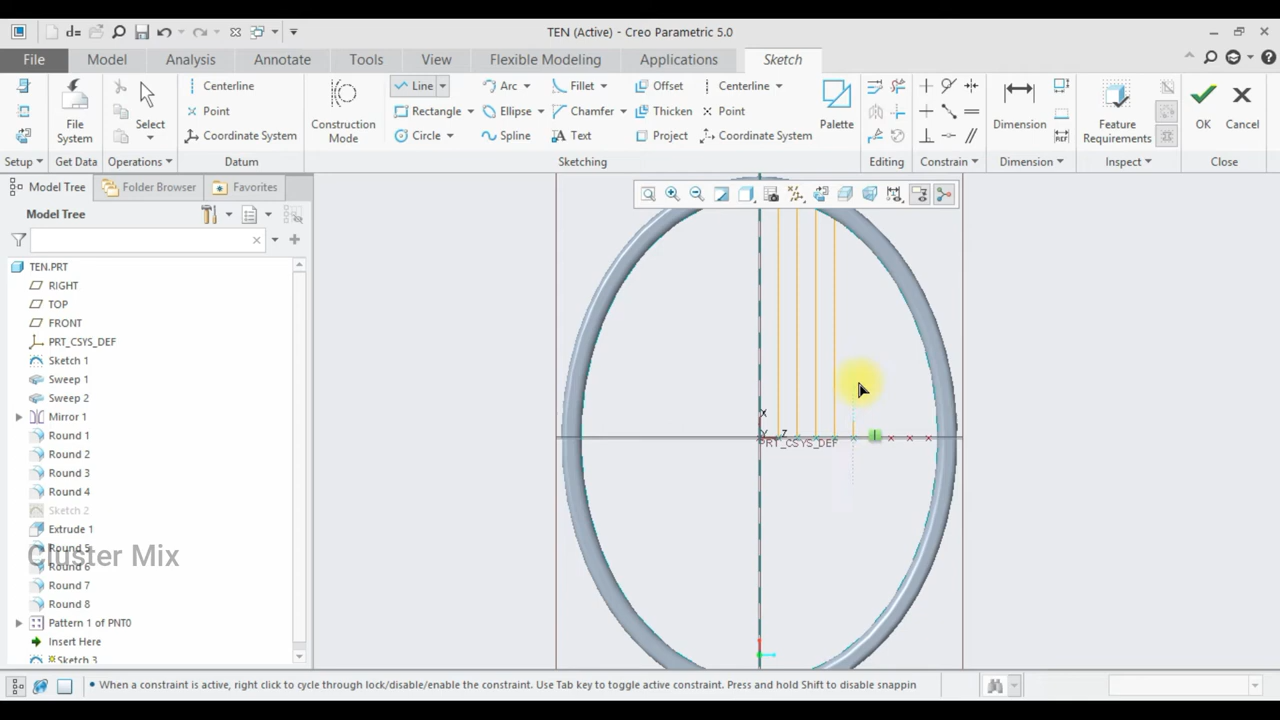 TEN (Active) - Creo Parametric 5.0
File Model Analysis Annotate Tools View Flexible Modeling Applications Sketch
Setup
File System
Get Data
Select
Operations
Centerline
Point
Coordinate System
Datum
Construction Mode
Line Arc Fillet Offset Centerline
Rectangle Ellipse Chamfer Thicken Point
Circle Spline Text Project Coordinate System
Palette
Sketching
Editing
Constrain
Dimension
Dimension
Feature Requirements
Inspect
OK Cancel
Close
Model Tree Folder Browser Favorites
Model Tree
TEN.PRT
RIGHT
TOP
FRONT
PRT_CSYS_DEF
Sketch 1
Sweep 1
Sweep 2
Mirror 1
Round 1
Round 2
Round 3
Round 4
Sketch 2
Extrude 1
Round 5
Cluster Mix
Round 6
Round 7
Round 8
Pattern 1 of PNT0
Insert Here
Sketch 3
X
Y Z
PRT_CSYS_DEF
When a constraint is active, right click to cycle through lock/disable/enable the constraint. Use Tab key to toggle active constraint. Press and hold Shift to disable snappin